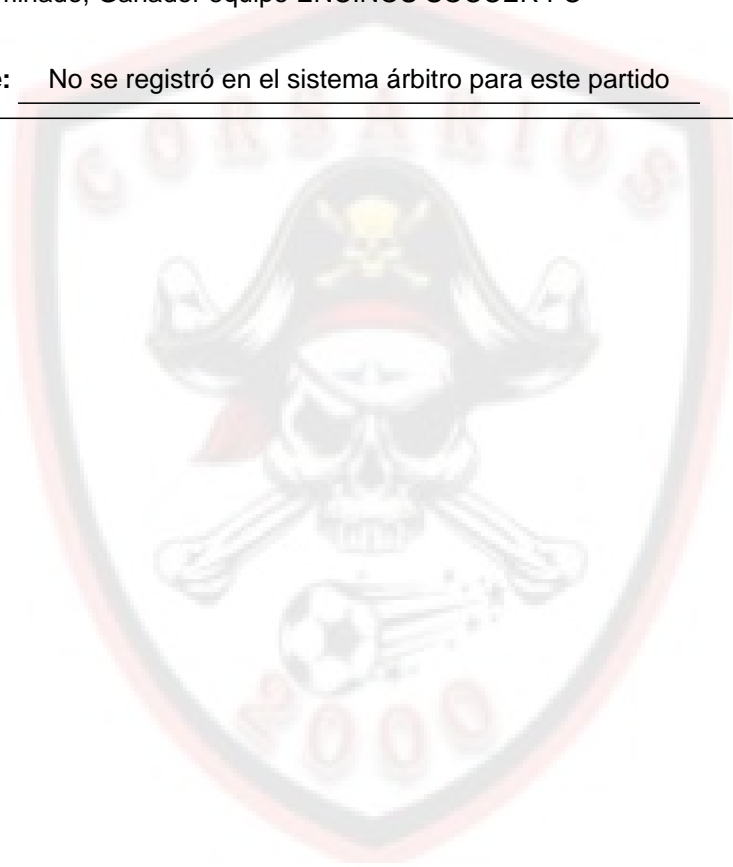 minado, Ganador equipo ENCINOS SOCCER FC
: No se registró en el sistema árbitro para este partido
CORSARIOS
2000